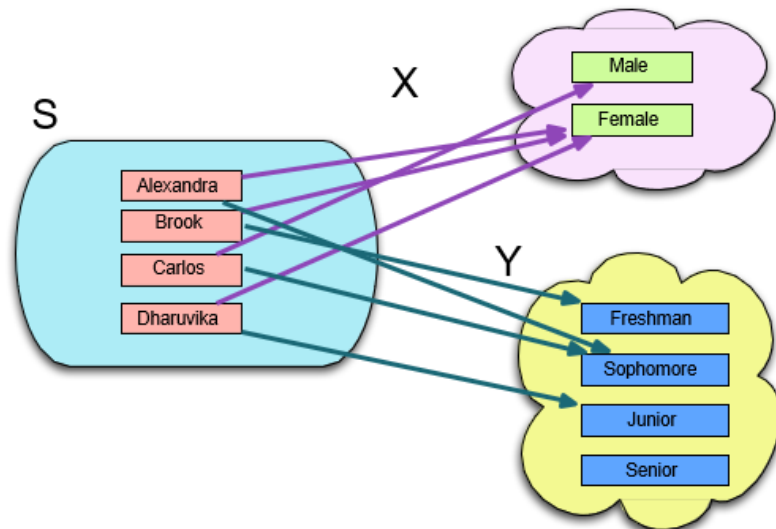 S
X
Y
Alexandra
Brook
Carlos
Dharuvika
Male
Female
Freshman
Sophomore
Junior
Senior